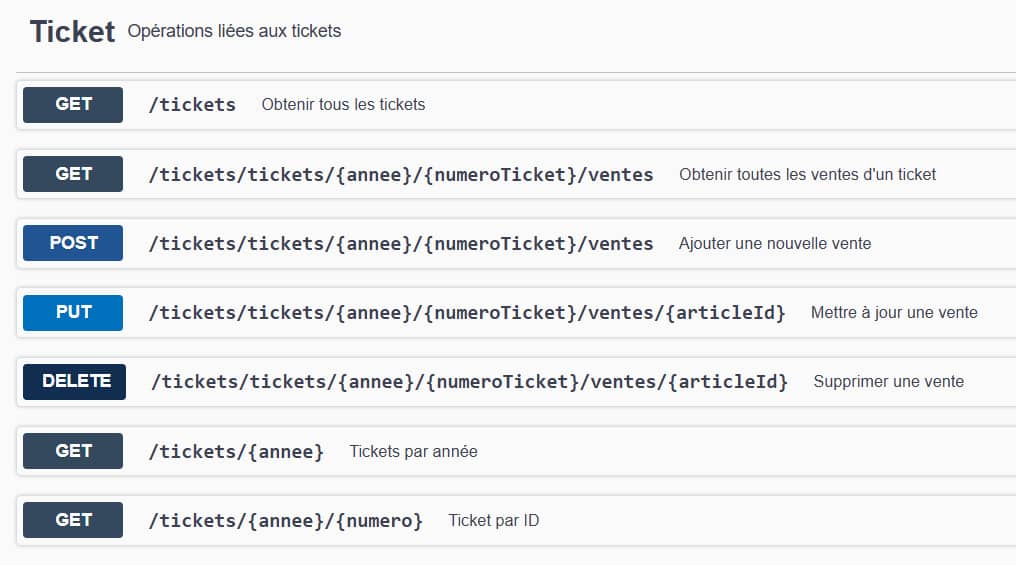 Ticket Opérations liées aux tickets
GET /tickets Obtenir tous les tickets
GET /tickets/tickets/{annee}/{numeroTicket}/ventes Obtenir toutes les ventes d'un ticket
POST /tickets/tickets/{annee}/{numeroTicket}/ventes Ajouter une nouvelle vente
PUT /tickets/tickets/{annee}/{numeroTicket}/ventes/{articleId} Mettre à jour une vente
DELETE /tickets/tickets/{annee}/{numeroTicket}/ventes/{articleId} Supprimer une vente
GET /tickets/{annee} Tickets par année
GET /tickets/{annee}/{numero} Ticket par ID